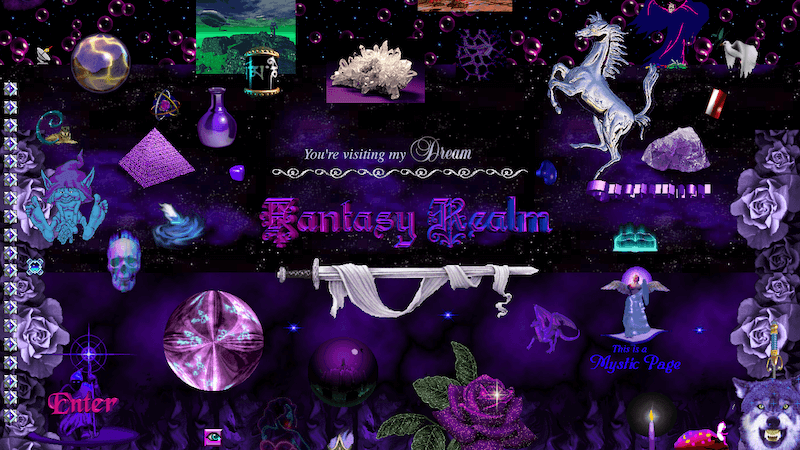 You're visiting my Dream
Fantasy Realm
This is a
Mystic Page
Enter